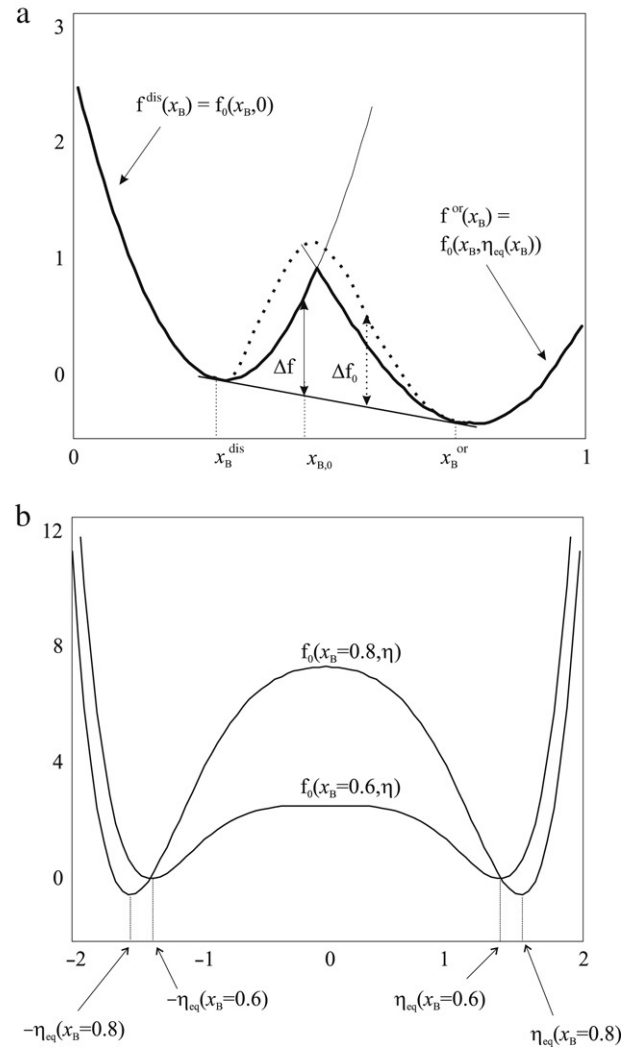 a
3
2
1
0
f^dis(x_B) = f_0(x_B,0)
f^or(x_B) =
f_0(x_B,η_eq(x_B))
Δf
Δf_0
0
x_B^dis
x_B,0
x_B^or
1
b
12
8
4
0
f_0(x_B=0.8,η)
f_0(x_B=0.6,η)
−2
−1
0
1
2
−η_eq(x_B=0.6)
η_eq(x_B=0.6)
−η_eq(x_B=0.8)
η_eq(x_B=0.8)